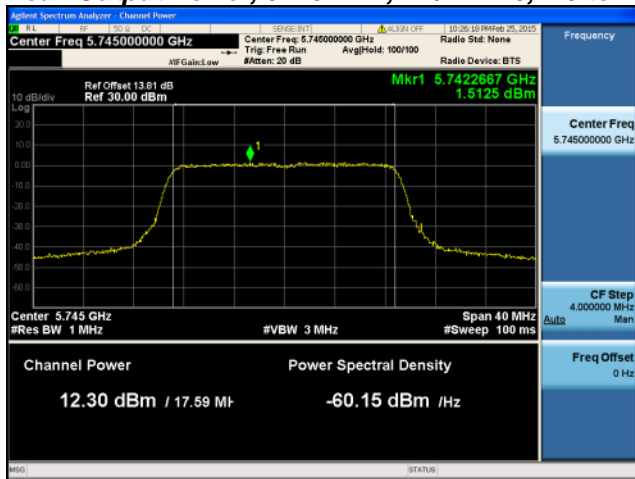 Agilent Spectrum Analyzer - Channel Power
RL RF 50 Ω DC SENSE:INT ALIGN OFF 10:26:18 PM Feb 25, 2015
Center Freq 5.745000000 GHz
Center Freq: 5.745000000 GHz
Radio Std: None
Trig: Free Run Avg|Hold: 100/100
#IFGain:Low #Atten: 20 dB Radio Device: BTS
Mkr1 5.7422667 GHz
1.5125 dBm
Ref Offset 13.81 dB
10 dB/div Ref 30.00 dBm
Log
20.0
10.0
1
0.00
-10.0
-20.0
-30.0
-40.0
-50.0
-60.0
Center 5.745 GHz Span 40 MHz
#Res BW 1 MHz #VBW 3 MHz #Sweep 100 ms
Channel Power Power Spectral Density
12.30 dBm / 17.59 MH -60.15 dBm /Hz
MSG STATUS
Frequency
Center Freq
5.745000000 GHz
CF Step
4.000000 MHz
Auto Man
Freq Offset
0 Hz